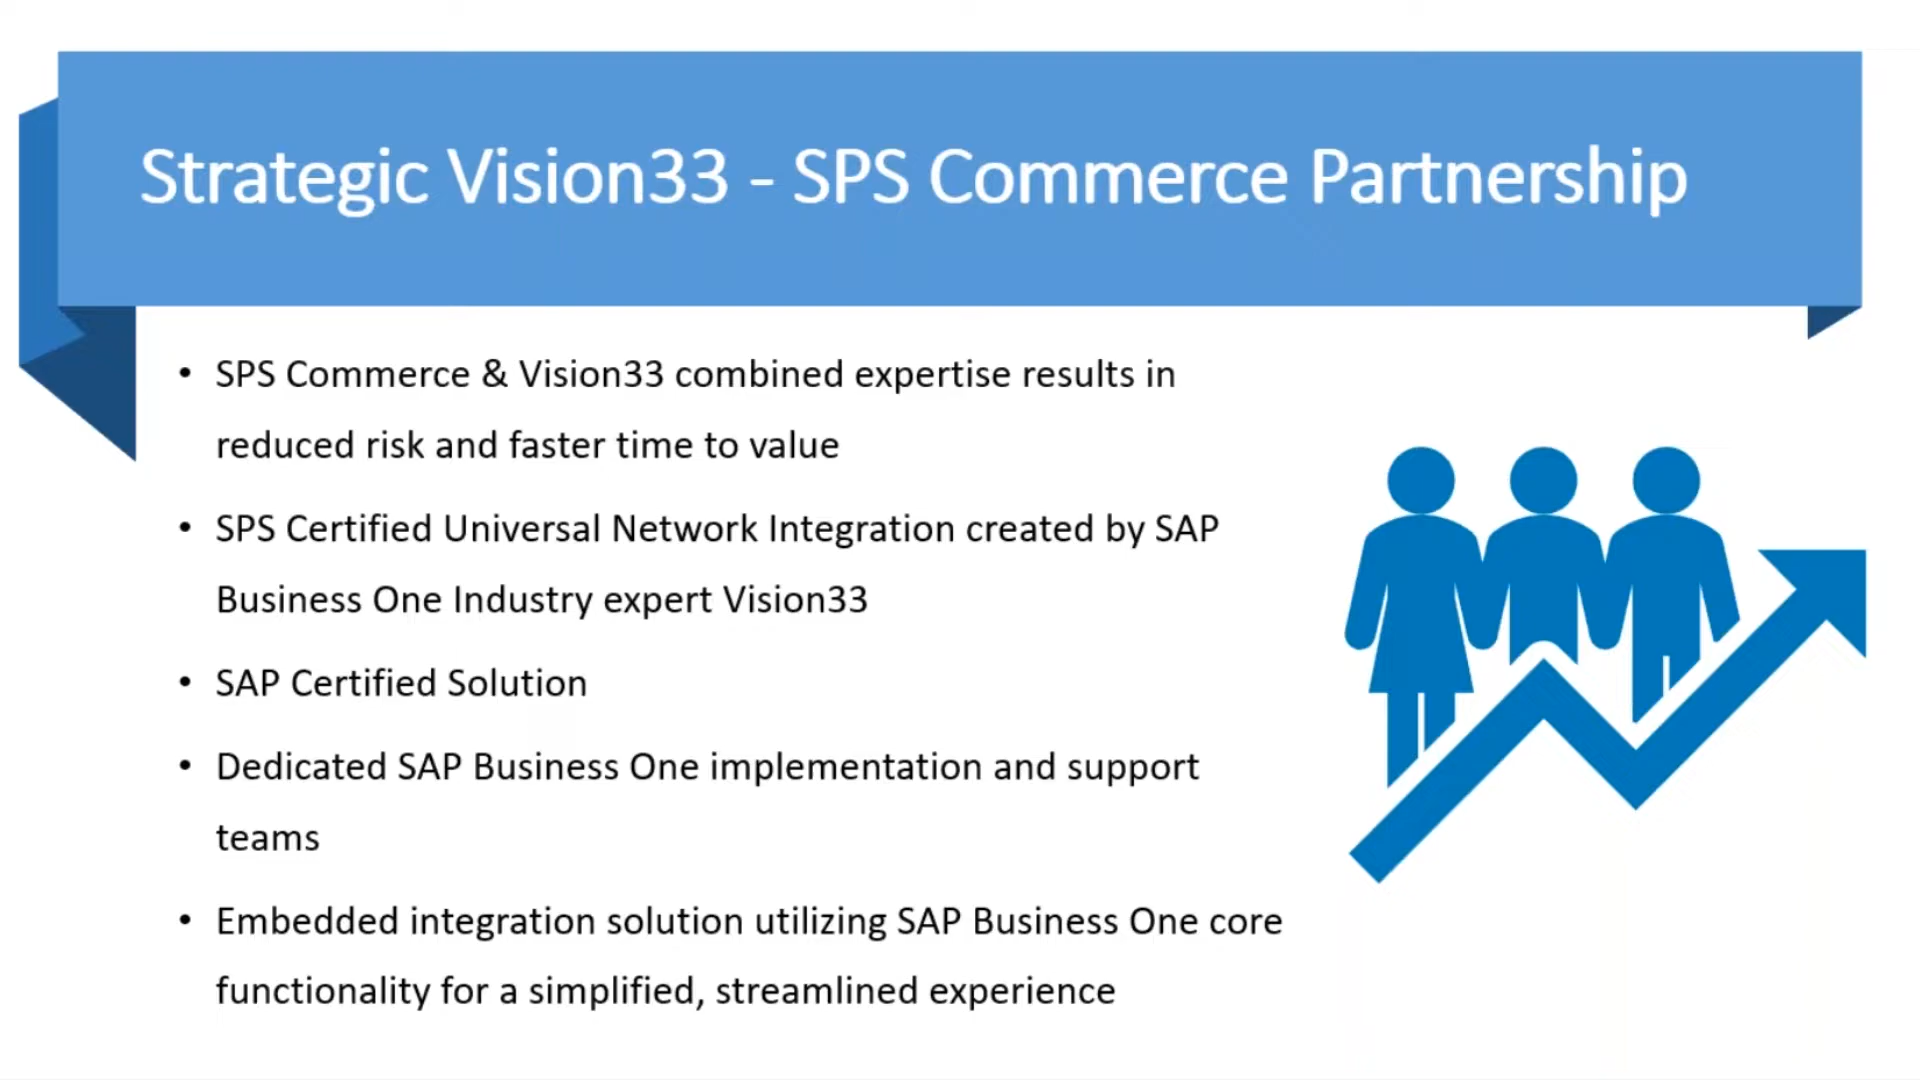 Strategic Vision33 - SPS Commerce Partnership
• SPS Commerce & Vision33 combined expertise results in
reduced risk and faster time to value
• SPS Certified Universal Network Integration created by SAP
Business One Industry expert Vision33
• SAP Certified Solution
• Dedicated SAP Business One implementation and support
teams
• Embedded integration solution utilizing SAP Business One core
functionality for a simplified, streamlined experience